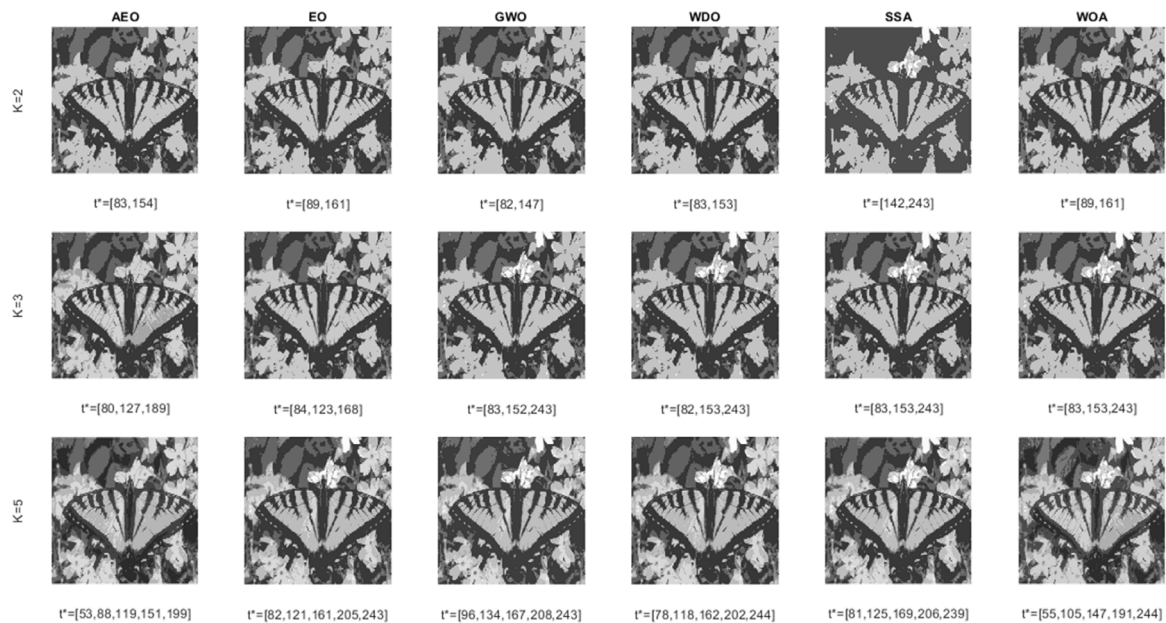 AEO EO GWO WDO SSA WOA
K=2
t*=[83,154] t*=[89,161] t*=[82,147] t*=[83,153] t*=[142,243] t*=[89,161]
K=3
t*=[80,127,189] t*=[84,123,168] t*=[83,152,243] t*=[82,153,243] t*=[83,153,243] t*=[83,153,243]
K=5
t*=[53,88,119,151,199] t*=[82,121,161,205,243] t*=[96,134,167,208,243] t*=[78,118,162,202,244] t*=[81,125,169,206,239] t*=[55,105,147,191,244]